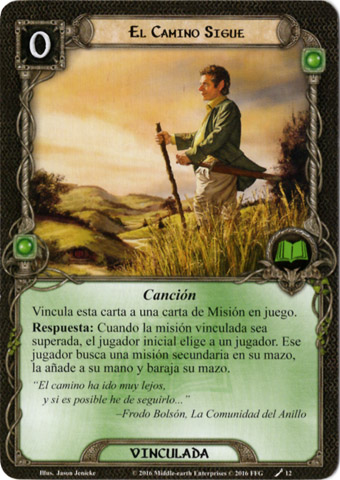 0
El Camino Sigue
Canción
Vincula esta carta a una carta de Misión en juego.
Respuesta: Cuando la misión vinculada sea
superada, el jugador inicial elige a un jugador. Ese
jugador busca una misión secundaria en su mazo,
la añade a su mano y baraja su mazo.
“El camino ha ido muy lejos,
y si es posible he de seguirlo...”
–Frodo Bolsón, La Comunidad del Anillo
VINCULADA
Illus. Jason Jenicke
© 2016 Middle-earth Enterprises © 2016 FFG
12